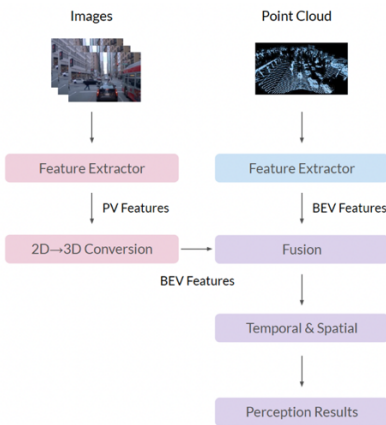 Images
Point Cloud
Feature Extractor
Feature Extractor
PV Features
BEV Features
2D→3D Conversion
Fusion
BEV Features
Temporal & Spatial
Perception Results